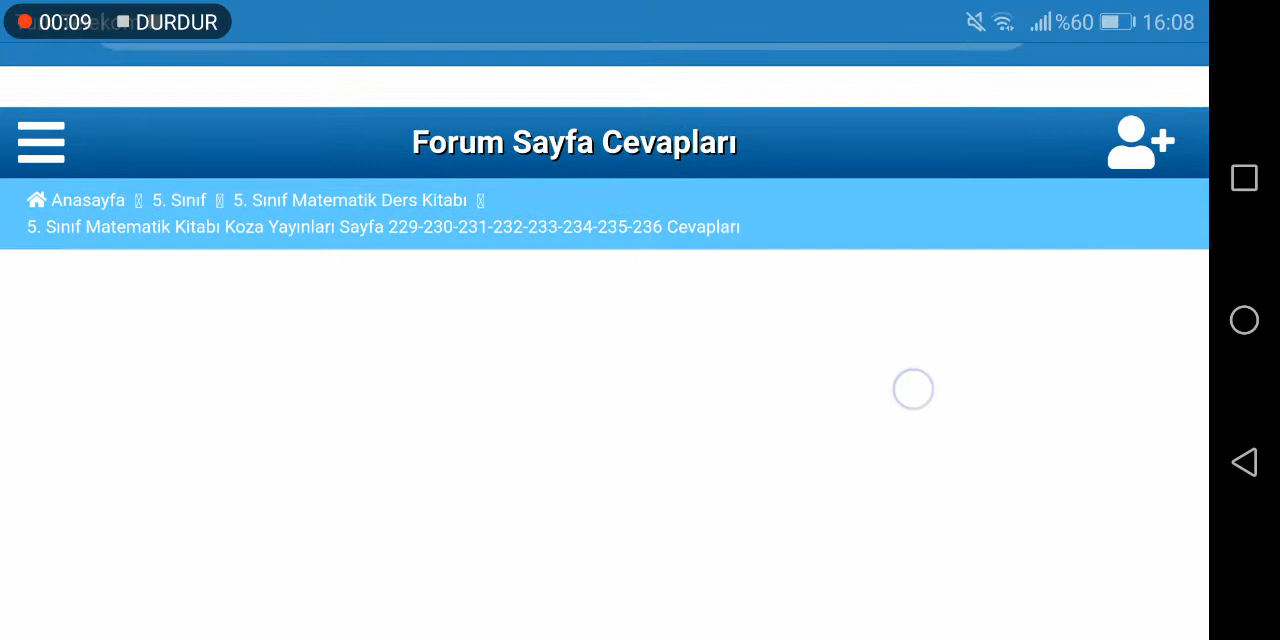 00:09 DURDUR %60 16:08
Forum Sayfa Cevapları
Anasayfa 5. Sınıf 5. Sınıf Matematik Ders Kitabı
5. Sınıf Matematik Kitabı Koza Yayınları Sayfa 229-230-231-232-233-234-235-236 Cevapları